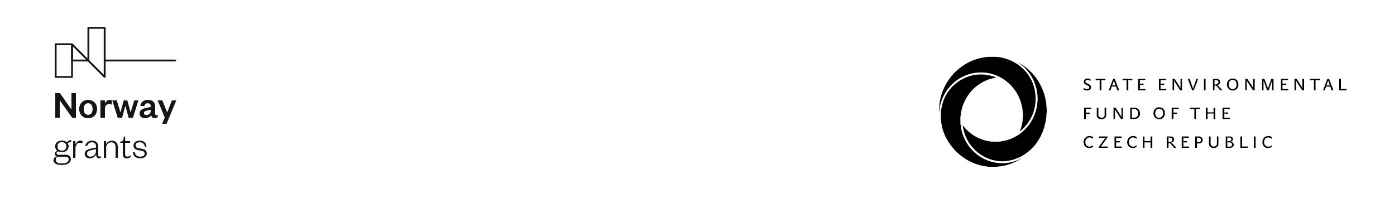 Norway
grants
STATE ENVIRONMENTAL
FUND OF THE
CZECH REPUBLIC